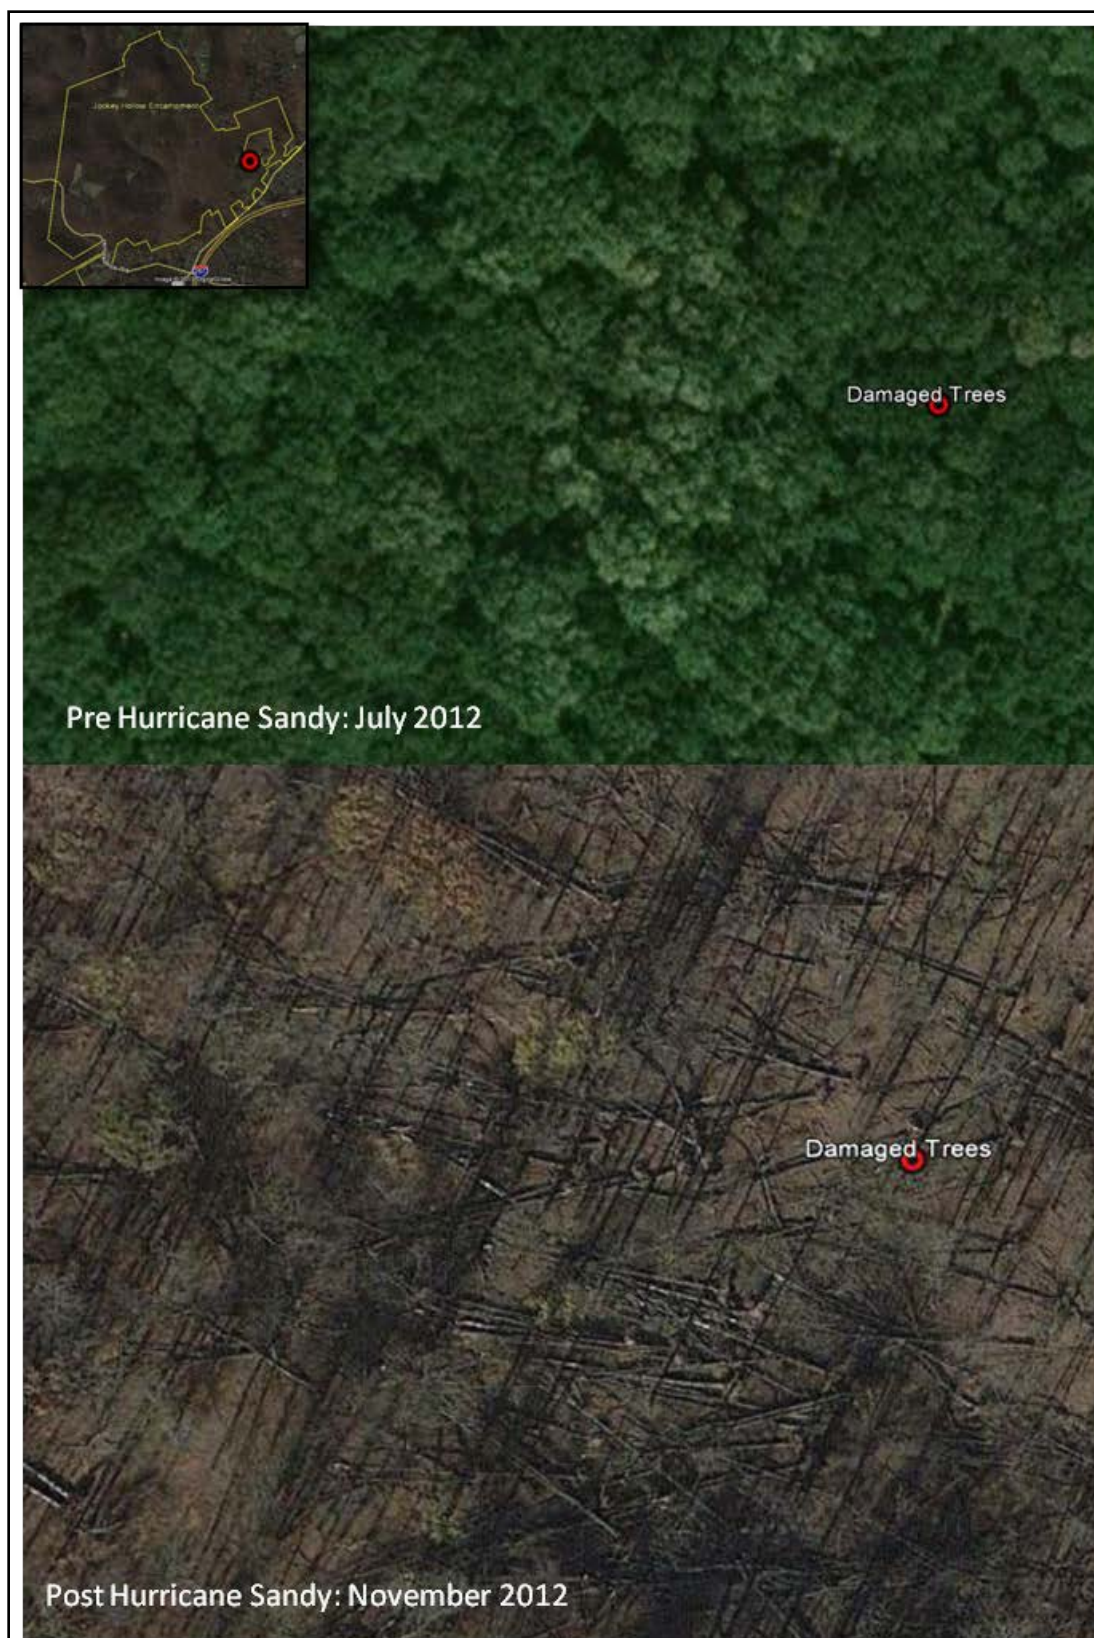 Jockey Hollow Encampment
Damaged Trees
Pre Hurricane Sandy: July 2012
Damaged Trees
Post Hurricane Sandy: November 2012